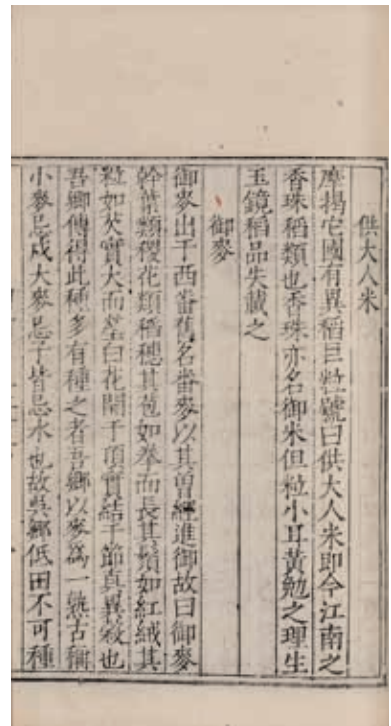 供大人米
摩揭它國有異稻巨粒號曰供大人米即今江南之
香珠稻類也香珠亦名御米但粒小耳黃勉之理生
玉鏡稻品失載之
御麥
御麥出于西畨舊名畨麥以其曽經進御故曰御麥
幹葉類稷花類稻穗其苞如拳而長其鬚如紅絨其
粒如芡實大而瑩白花開于頂實結于節真異穀也
吾鄉傳得此種多有種之者吾鄉以麥為一熟古稱
小麥忌戌大麥忌子皆忌水也故吳鄉低田不可種